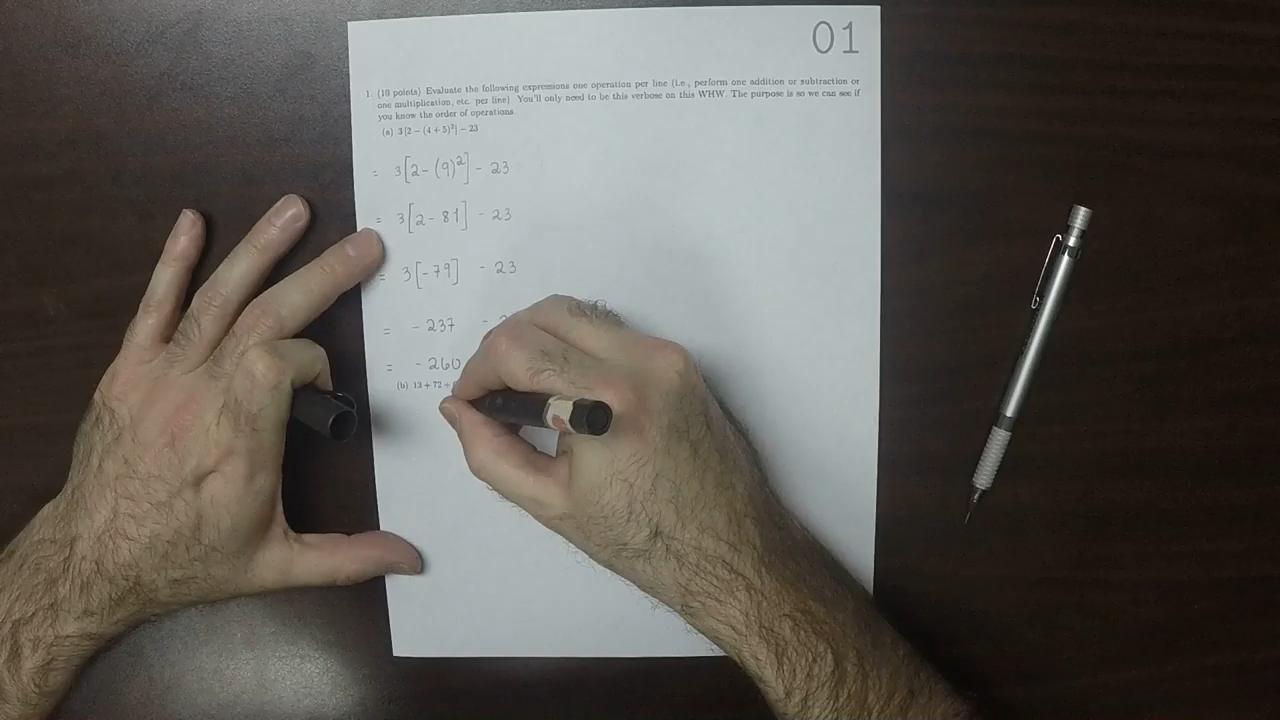 01
1. (10 points) Evaluate the following expressions one operation per line (i.e., perform one addition or subtraction or
one multiplication, etc. per line) You'll only need to be this verbose on this WHW. The purpose is so we can see if
you know the order of operations.
(a) 3[2 − (4 + 5)²] − 23
= 3[2 - (9)²] - 23
= 3[2 - 81] - 23
= 3[-79] - 23
= - 237 -
= - 260
(b) 13 + 72 ÷